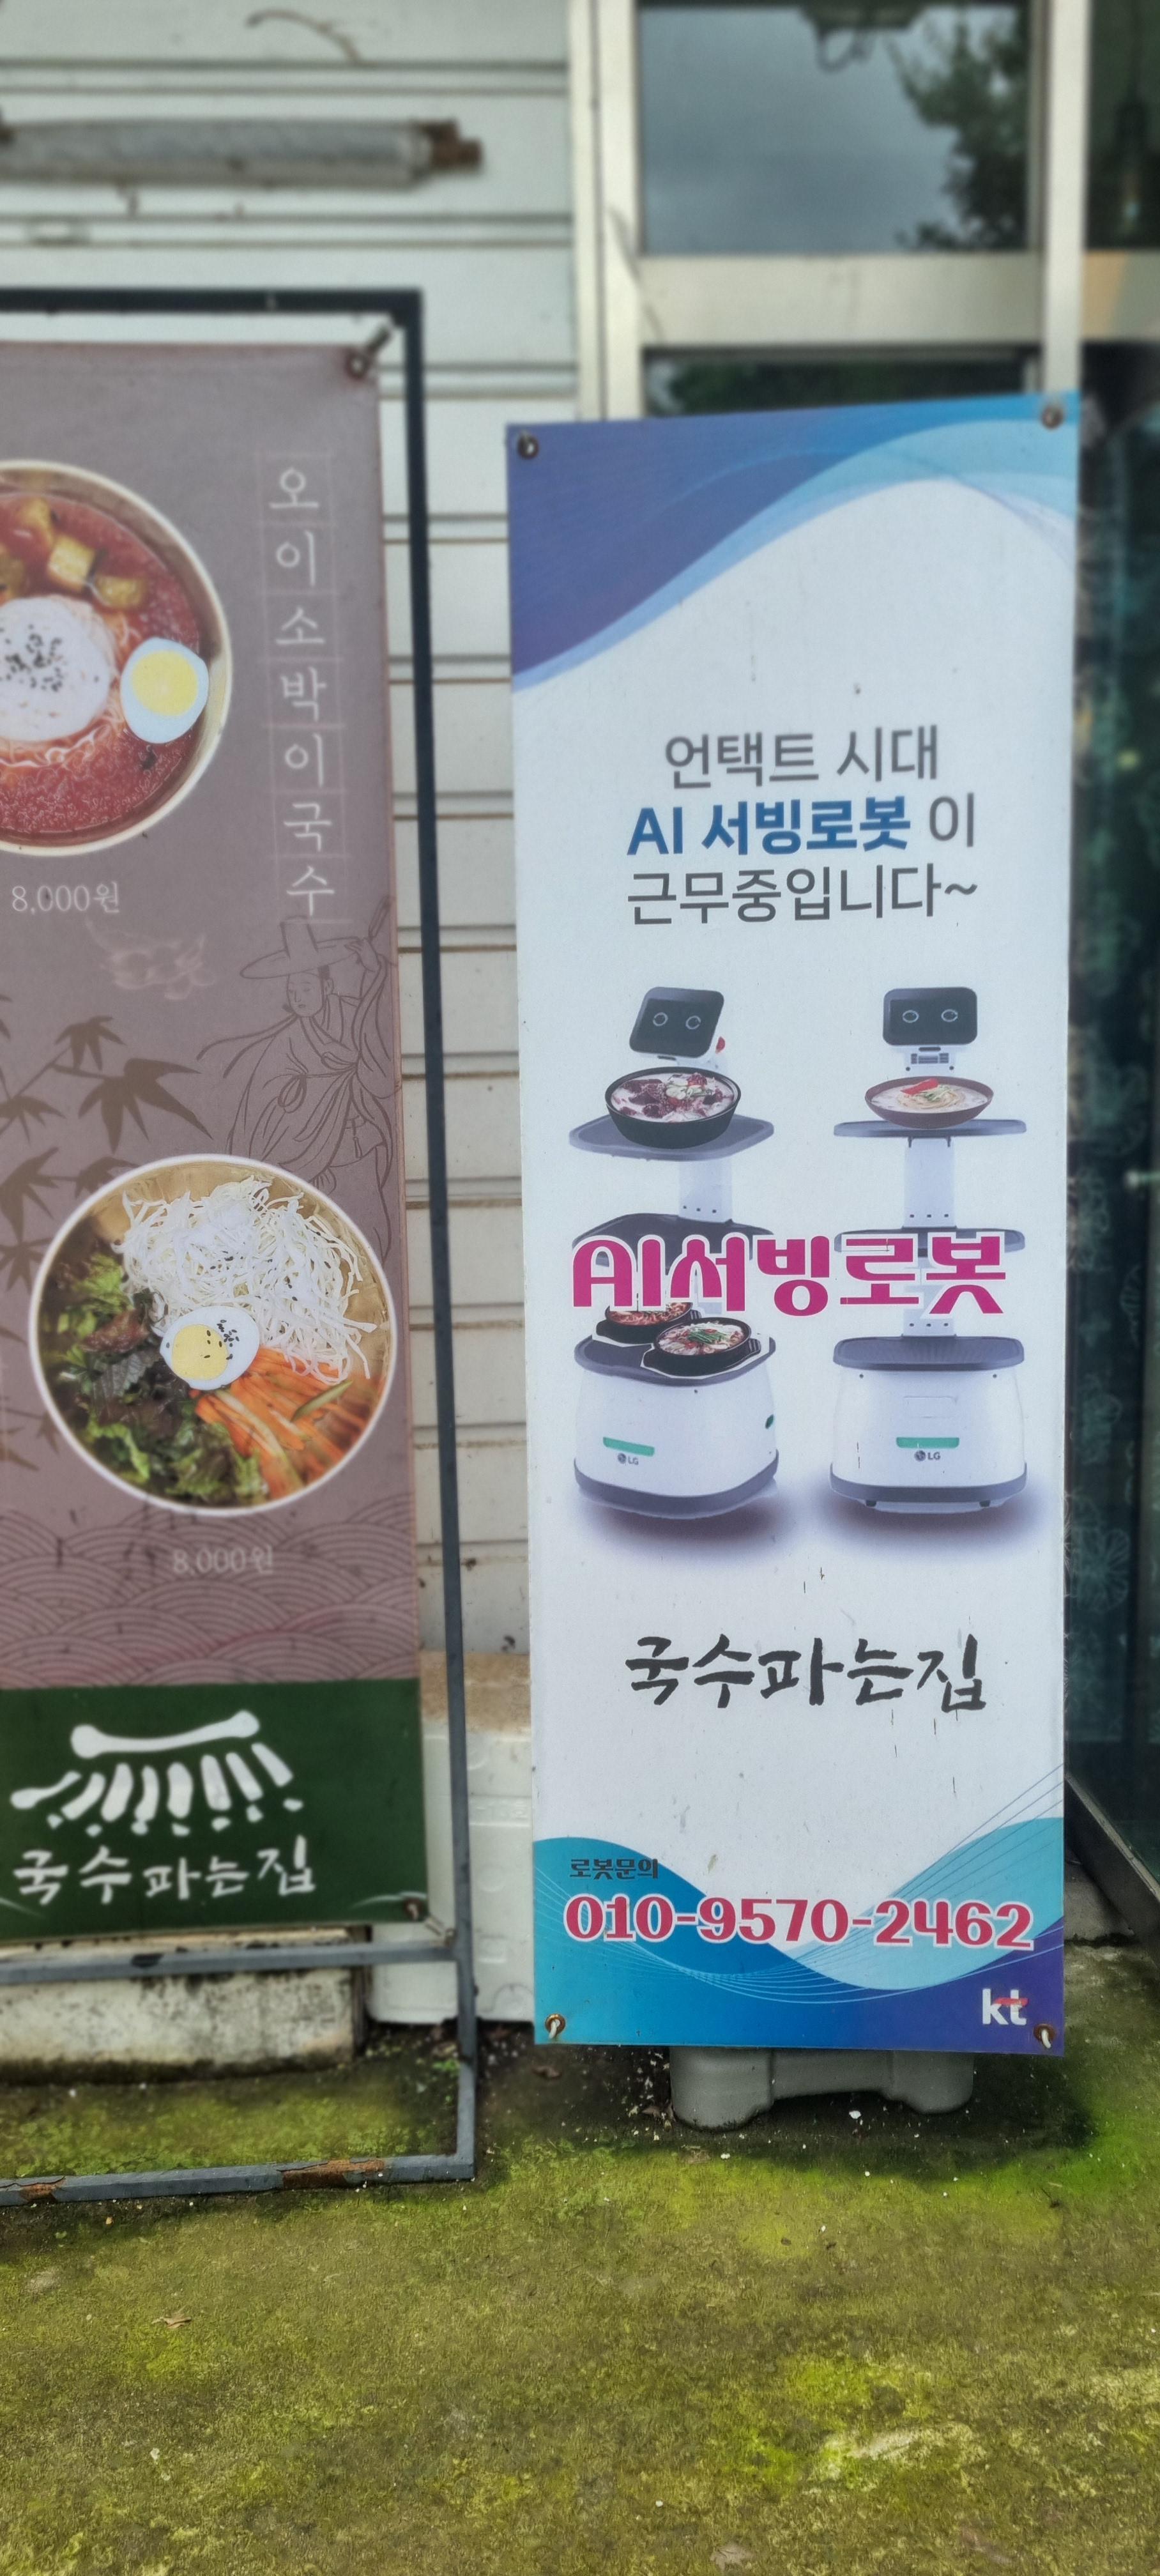 오이소박이국수
8,000원
8,000원
국수파는집
언택트 시대
AI 서빙로봇 이
근무중입니다~
AI서빙로봇
LG
LG
국수파는집
로봇문의
010-9570-2462
kt